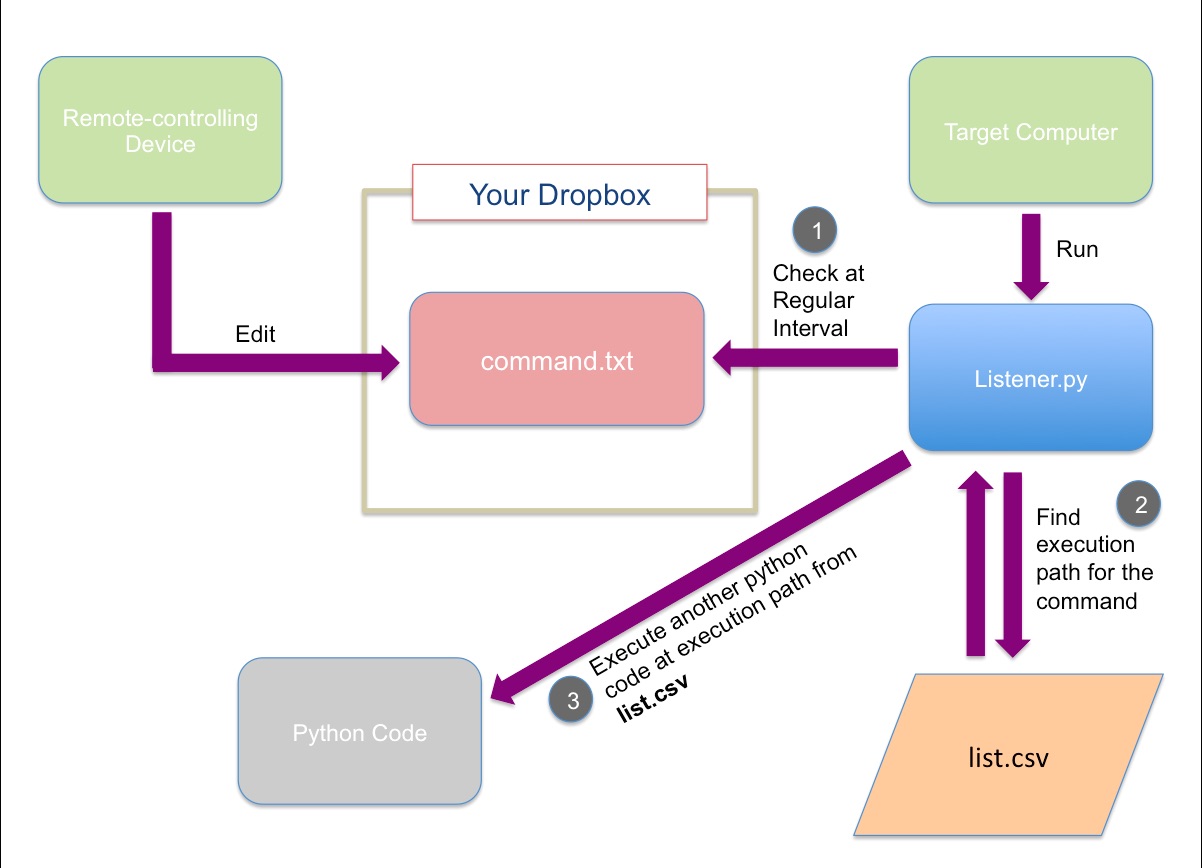 Remote-controlling
Device
Target Computer
Your Dropbox
1
Check at
Regular
Interval
Run
Edit
command.txt
Listener.py
2
Find
execution
path for the
command
Execute another python
code at execution path from
list.csv
3
Python Code
list.csv